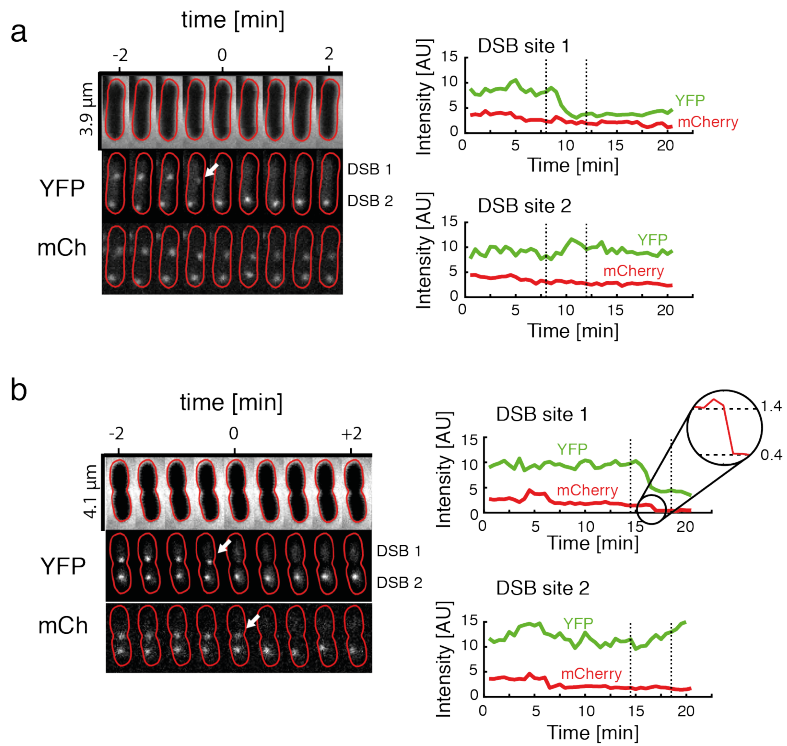 a
time [min]
-2 0 2
3.9 µm
YFP
DSB 1
DSB 2
mCh
DSB site 1
Intensity [AU]
15
10
5
0
YFP
mCherry
5 10 15 20
Time [min]
DSB site 2
Intensity [AU]
15
10
5
0
YFP
mCherry
0 5 10 15 20
Time [min]
b
time [min]
-2 0 +2
4.1 µm
YFP
DSB 1
DSB 2
mCh
DSB site 1
Intensity [AU]
15
10
5
0
YFP
mCherry
1.4
0.4
0 5 10 15 20
Time [min]
DSB site 2
Intensity [AU]
15
10
5
0
YFP
mCherry
0 5 10 15 20
Time [min]